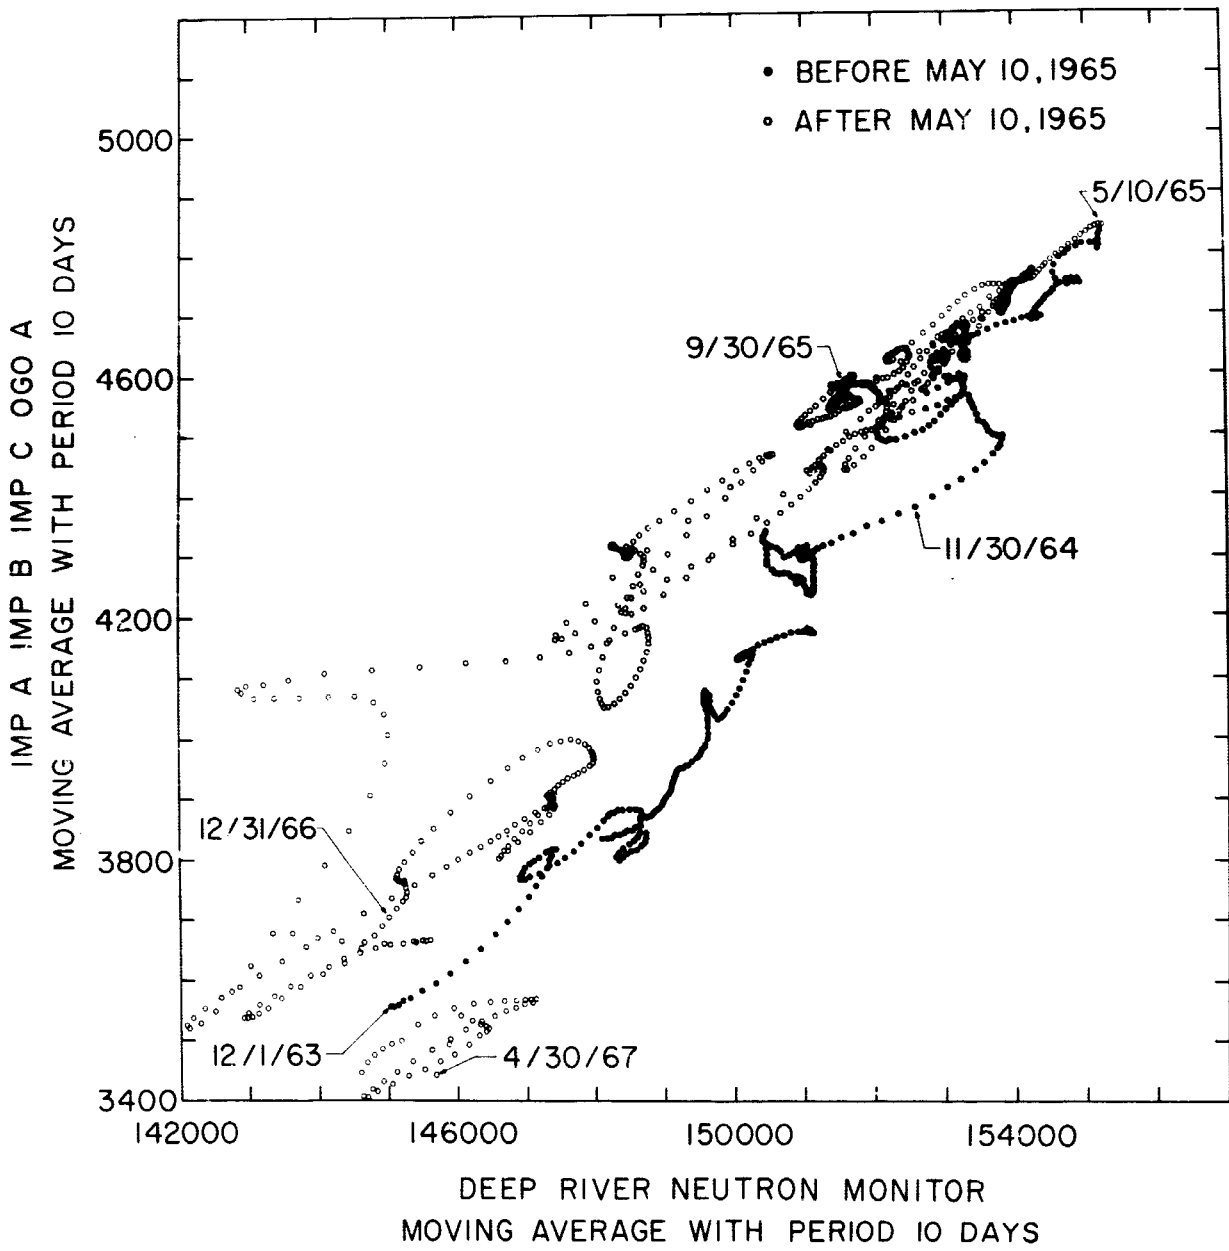 • BEFORE MAY 10, 1965
○ AFTER MAY 10, 1965
5000
5/10/65
9/30/65
4600
11/30/64
4200
12/31/66
3800
12/1/63
4/30/67
3400
142000
146000
150000
154000
IMP A IMP B IMP C OGO A
MOVING AVERAGE WITH PERIOD 10 DAYS
DEEP RIVER NEUTRON MONITOR
MOVING AVERAGE WITH PERIOD 10 DAYS